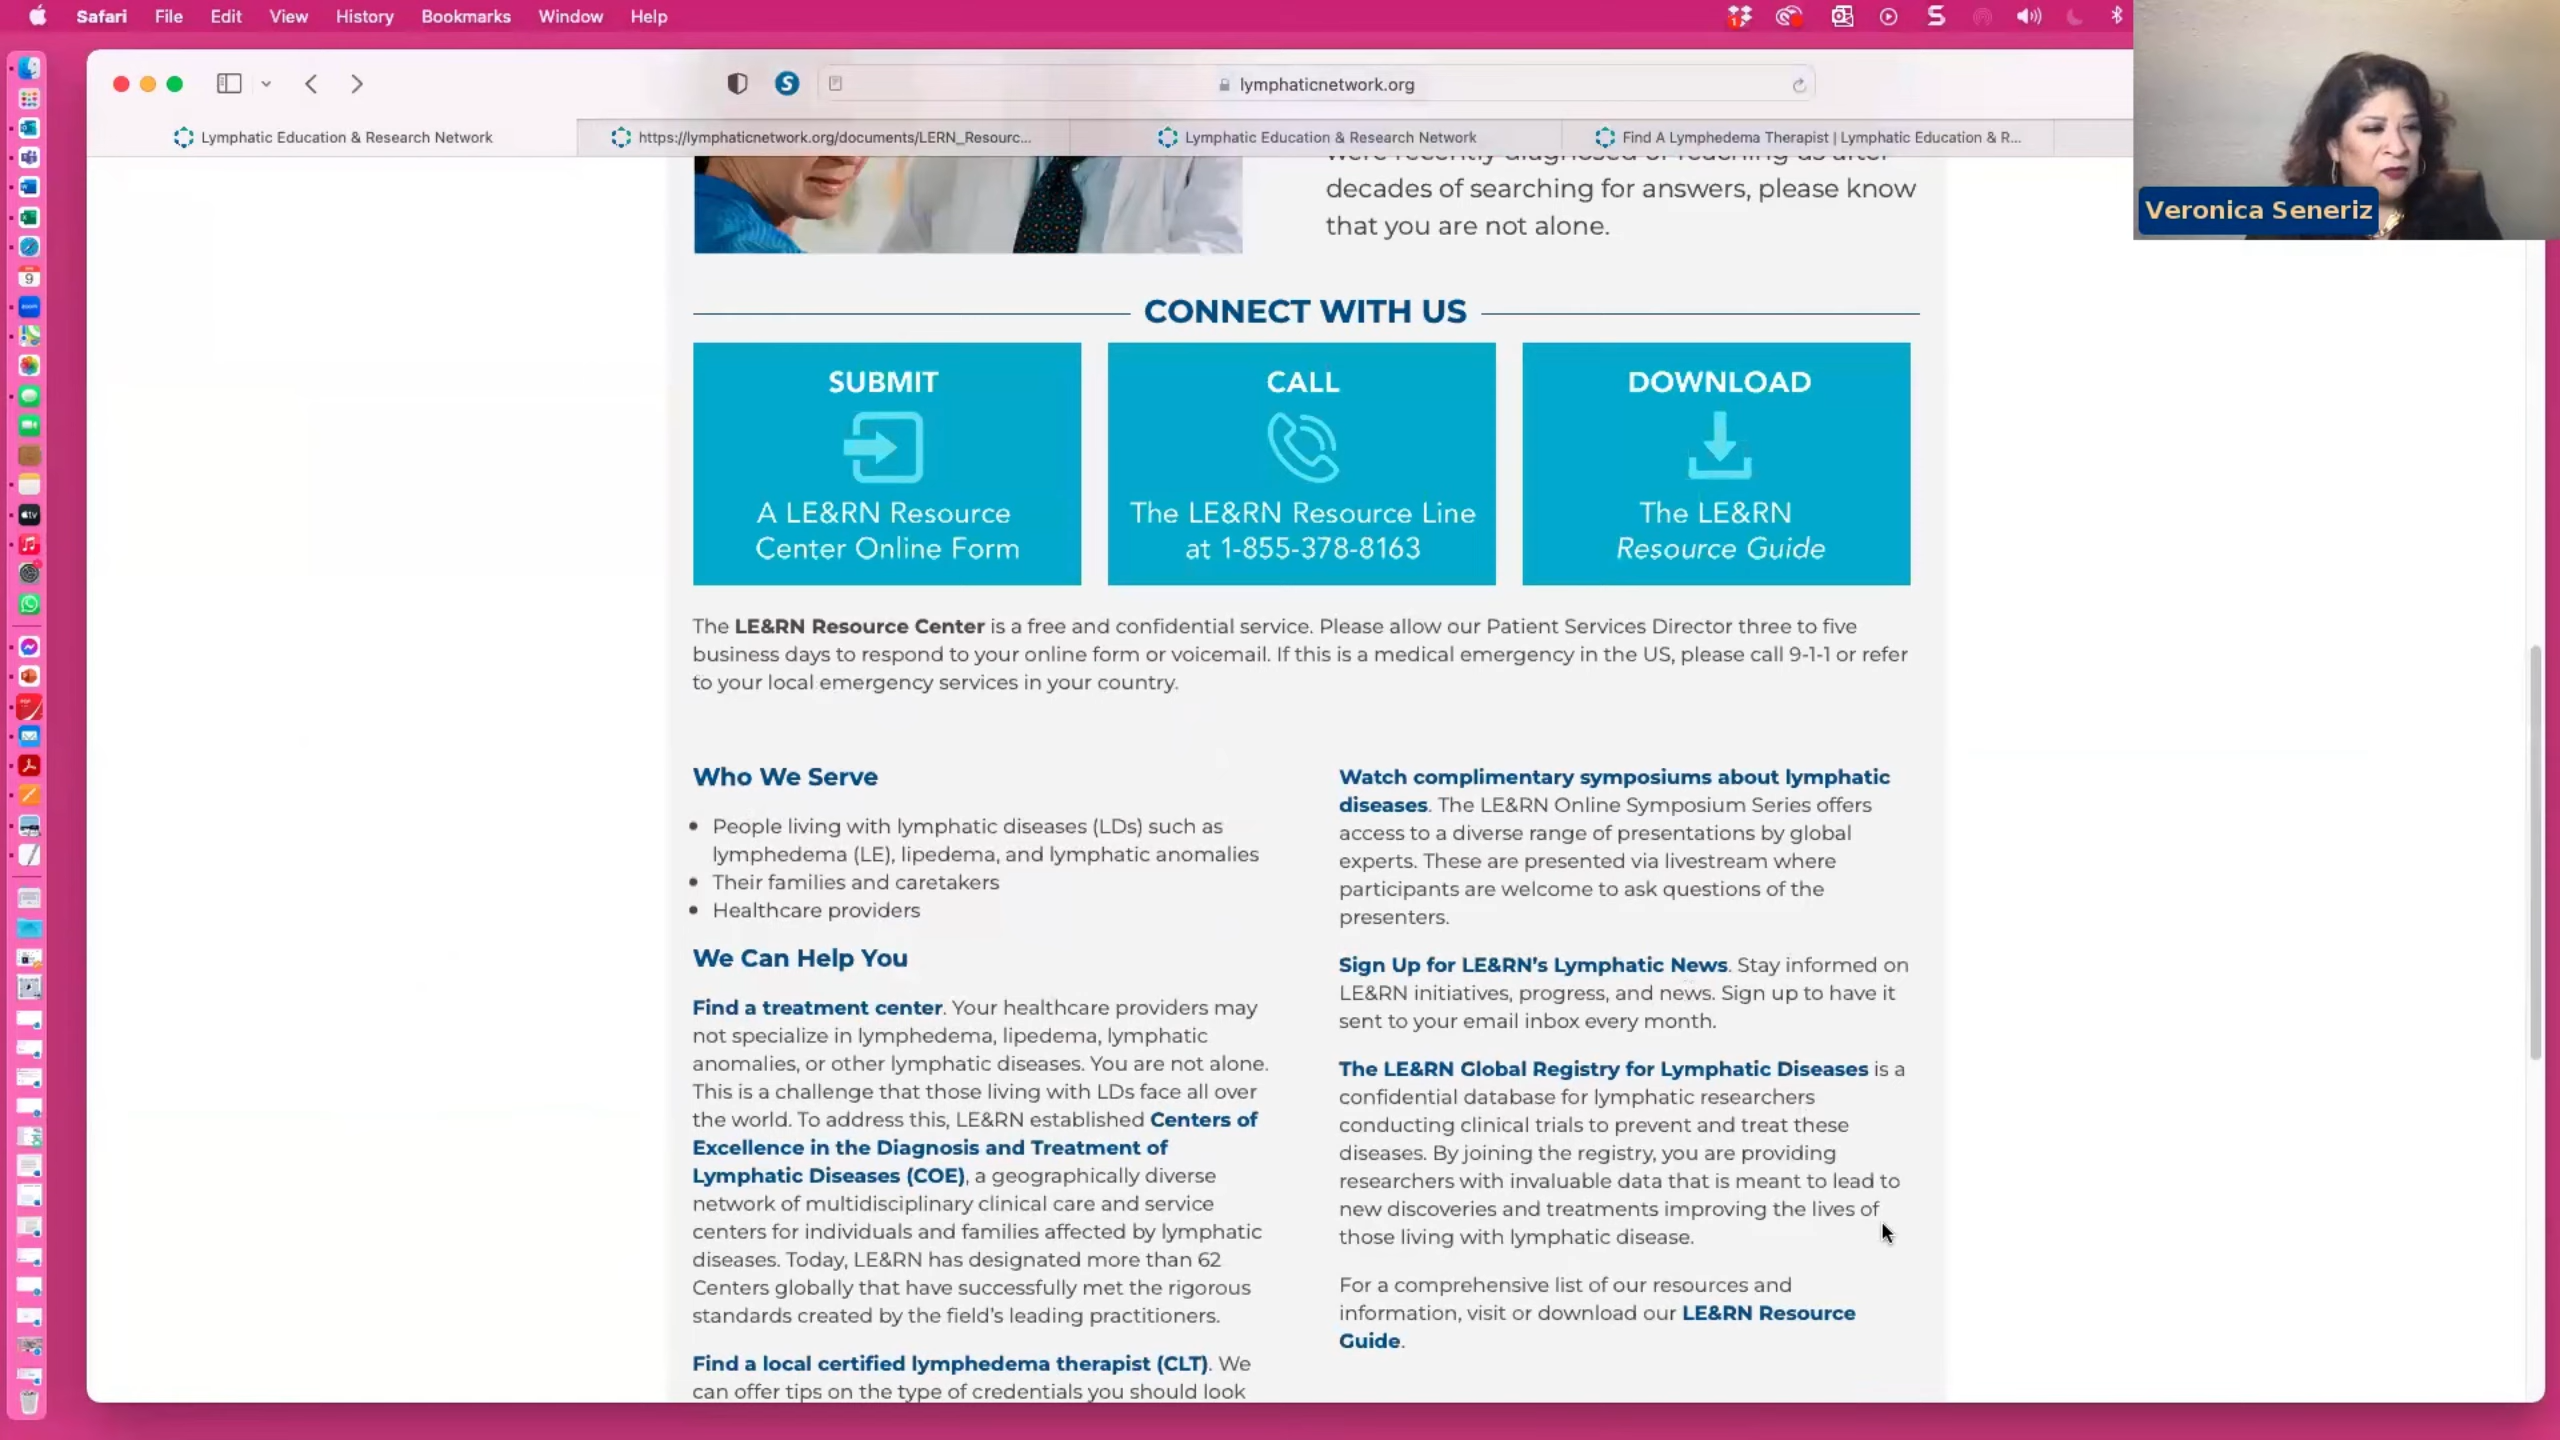 Safari File Edit View History Bookmarks Window Help
lymphaticnetwork.org
Lymphatic Education & Research Network
https://lymphaticnetwork.org/documents/LERN_Resourc...
Lymphatic Education & Research Network
Find A Lymphedema Therapist | Lymphatic Education & R...
Veronica Seneriz
were recently diagnosed or reaching us after
decades of searching for answers, please know
that you are not alone.
CONNECT WITH US
SUBMIT
A LE&RN Resource
Center Online Form
CALL
The LE&RN Resource Line
at 1-855-378-8163
DOWNLOAD
The LE&RN
Resource Guide
The LE&RN Resource Center is a free and confidential service. Please allow our Patient Services Director three to five
business days to respond to your online form or voicemail. If this is a medical emergency in the US, please call 9-1-1 or refer
to your local emergency services in your country.
Who We Serve
People living with lymphatic diseases (LDs) such as
lymphedema (LE), lipedema, and lymphatic anomalies
Their families and caretakers
Healthcare providers
We Can Help You
Find a treatment center. Your healthcare providers may
not specialize in lymphedema, lipedema, lymphatic
anomalies, or other lymphatic diseases. You are not alone.
This is a challenge that those living with LDs face all over
the world. To address this, LE&RN established Centers of
Excellence in the Diagnosis and Treatment of
Lymphatic Diseases (COE), a geographically diverse
network of multidisciplinary clinical care and service
centers for individuals and families affected by lymphatic
diseases. Today, LE&RN has designated more than 62
Centers globally that have successfully met the rigorous
standards created by the field's leading practitioners.
Find a local certified lymphedema therapist (CLT). We
can offer tips on the type of credentials you should look
Watch complimentary symposiums about lymphatic
diseases. The LE&RN Online Symposium Series offers
access to a diverse range of presentations by global
experts. These are presented via livestream where
participants are welcome to ask questions of the
presenters.
Sign Up for LE&RN's Lymphatic News. Stay informed on
LE&RN initiatives, progress, and news. Sign up to have it
sent to your email inbox every month.
The LE&RN Global Registry for Lymphatic Diseases is a
confidential database for lymphatic researchers
conducting clinical trials to prevent and treat these
diseases. By joining the registry, you are providing
researchers with invaluable data that is meant to lead to
new discoveries and treatments improving the lives of
those living with lymphatic disease.
For a comprehensive list of our resources and
information, visit or download our LE&RN Resource
Guide.